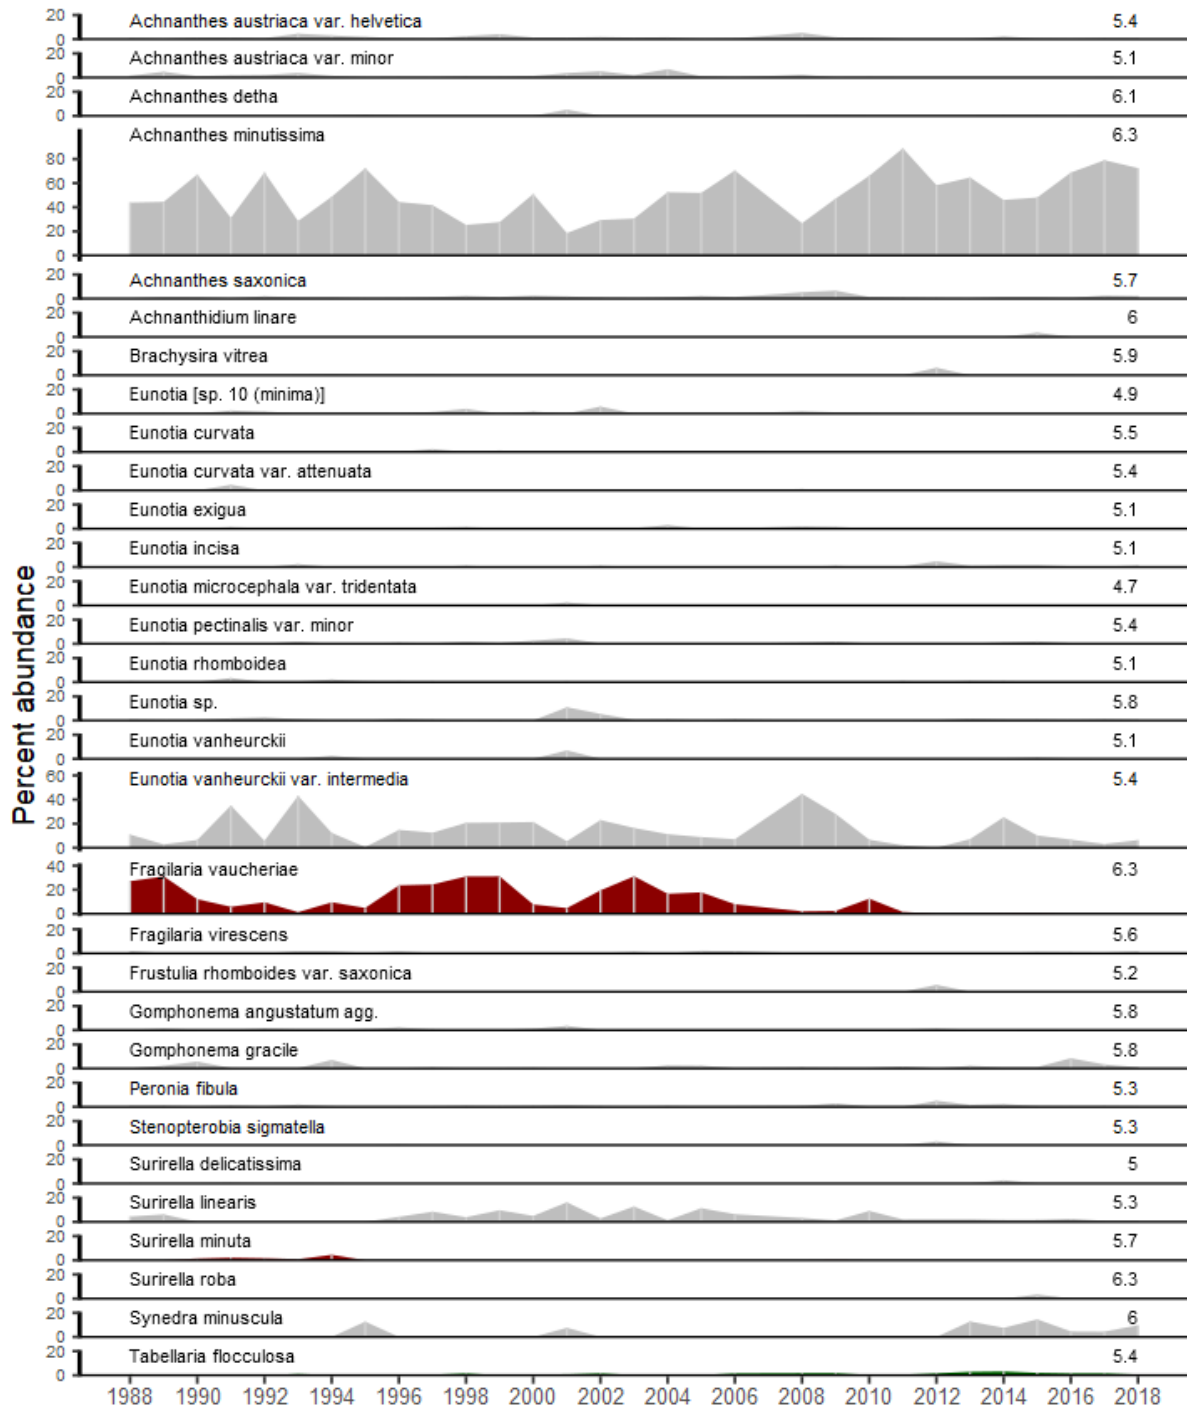 Percent abundance
20 Achnanthes austriaca var. helvetica 5.4
0
20 Achnanthes austriaca var. minor 5.1
0
20 Achnanthes detha 6.1
0
Achnanthes minutissima 6.3
80
60
40
20
0
20 Achnanthes saxonica 5.7
0
20 Achnanthidium linare 6
0
20 Brachysira vitrea 5.9
0
20 Eunotia [sp. 10 (minima)] 4.9
0
20 Eunotia curvata 5.5
0
20 Eunotia curvata var. attenuata 5.4
0
20 Eunotia exigua 5.1
0
20 Eunotia incisa 5.1
0
20 Eunotia microcephala var. tridentata 4.7
0
20 Eunotia pectinalis var. minor 5.4
0
20 Eunotia rhomboidea 5.1
0
20 Eunotia sp. 5.8
0
20 Eunotia vanheurckii 5.1
0
60 Eunotia vanheurckii var. intermedia 5.4
40
20
0
40 Fragilaria vaucheriae 6.3
20
0
20 Fragilaria virescens 5.6
0
20 Frustulia rhomboides var. saxonica 5.2
0
20 Gomphonema angustatum agg. 5.8
0
20 Gomphonema gracile 5.8
0
20 Peronia fibula 5.3
0
20 Stenopterobia sigmatella 5.3
0
20 Surirella delicatissima 5
0
20 Surirella linearis 5.3
0
20 Surirella minuta 5.7
0
20 Surirella roba 6.3
0
20 Synedra minuscula 6
0
20 Tabellaria flocculosa 5.4
0
1988 1990 1992 1994 1996 1998 2000 2002 2004 2006 2008 2010 2012 2014 2016 2018